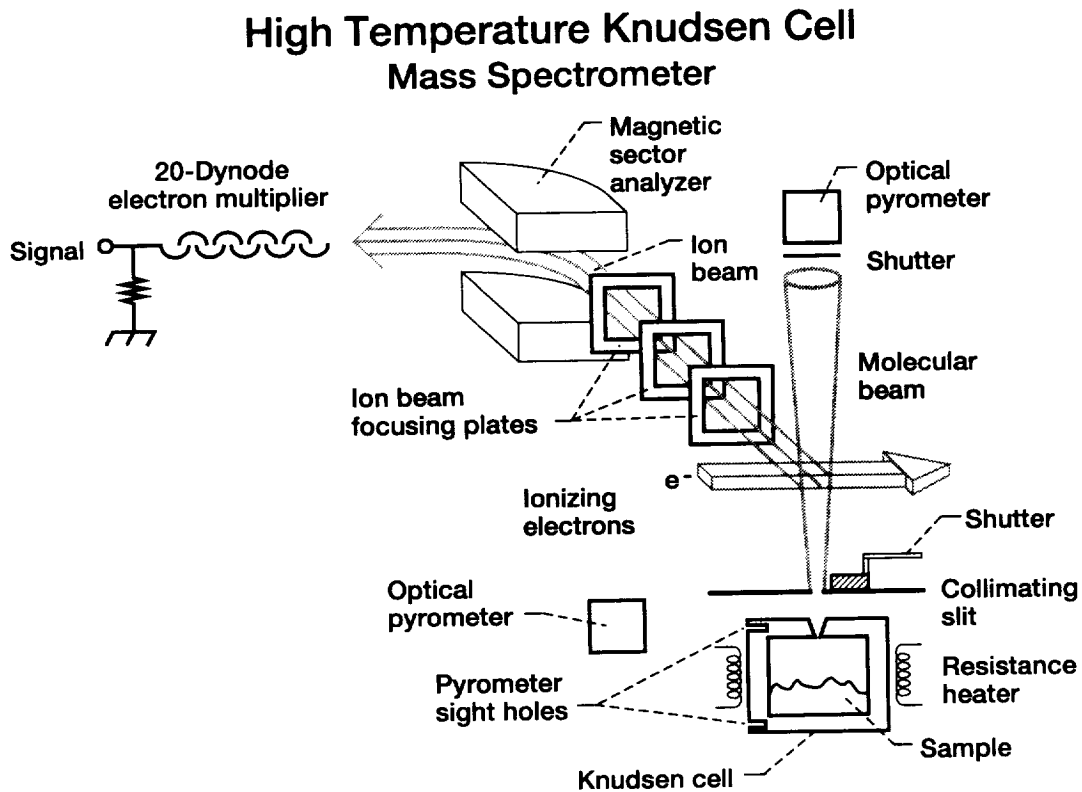 High Temperature Knudsen Cell
Mass Spectrometer
Magnetic
sector
analyzer
20-Dynode
electron multiplier
Optical
pyrometer
Signal
Ion
beam
Shutter
Molecular
beam
Ion beam
focusing plates
e-
Ionizing
electrons
Shutter
Optical
pyrometer
Collimating
slit
Pyrometer
sight holes
Resistance
heater
Sample
Knudsen cell